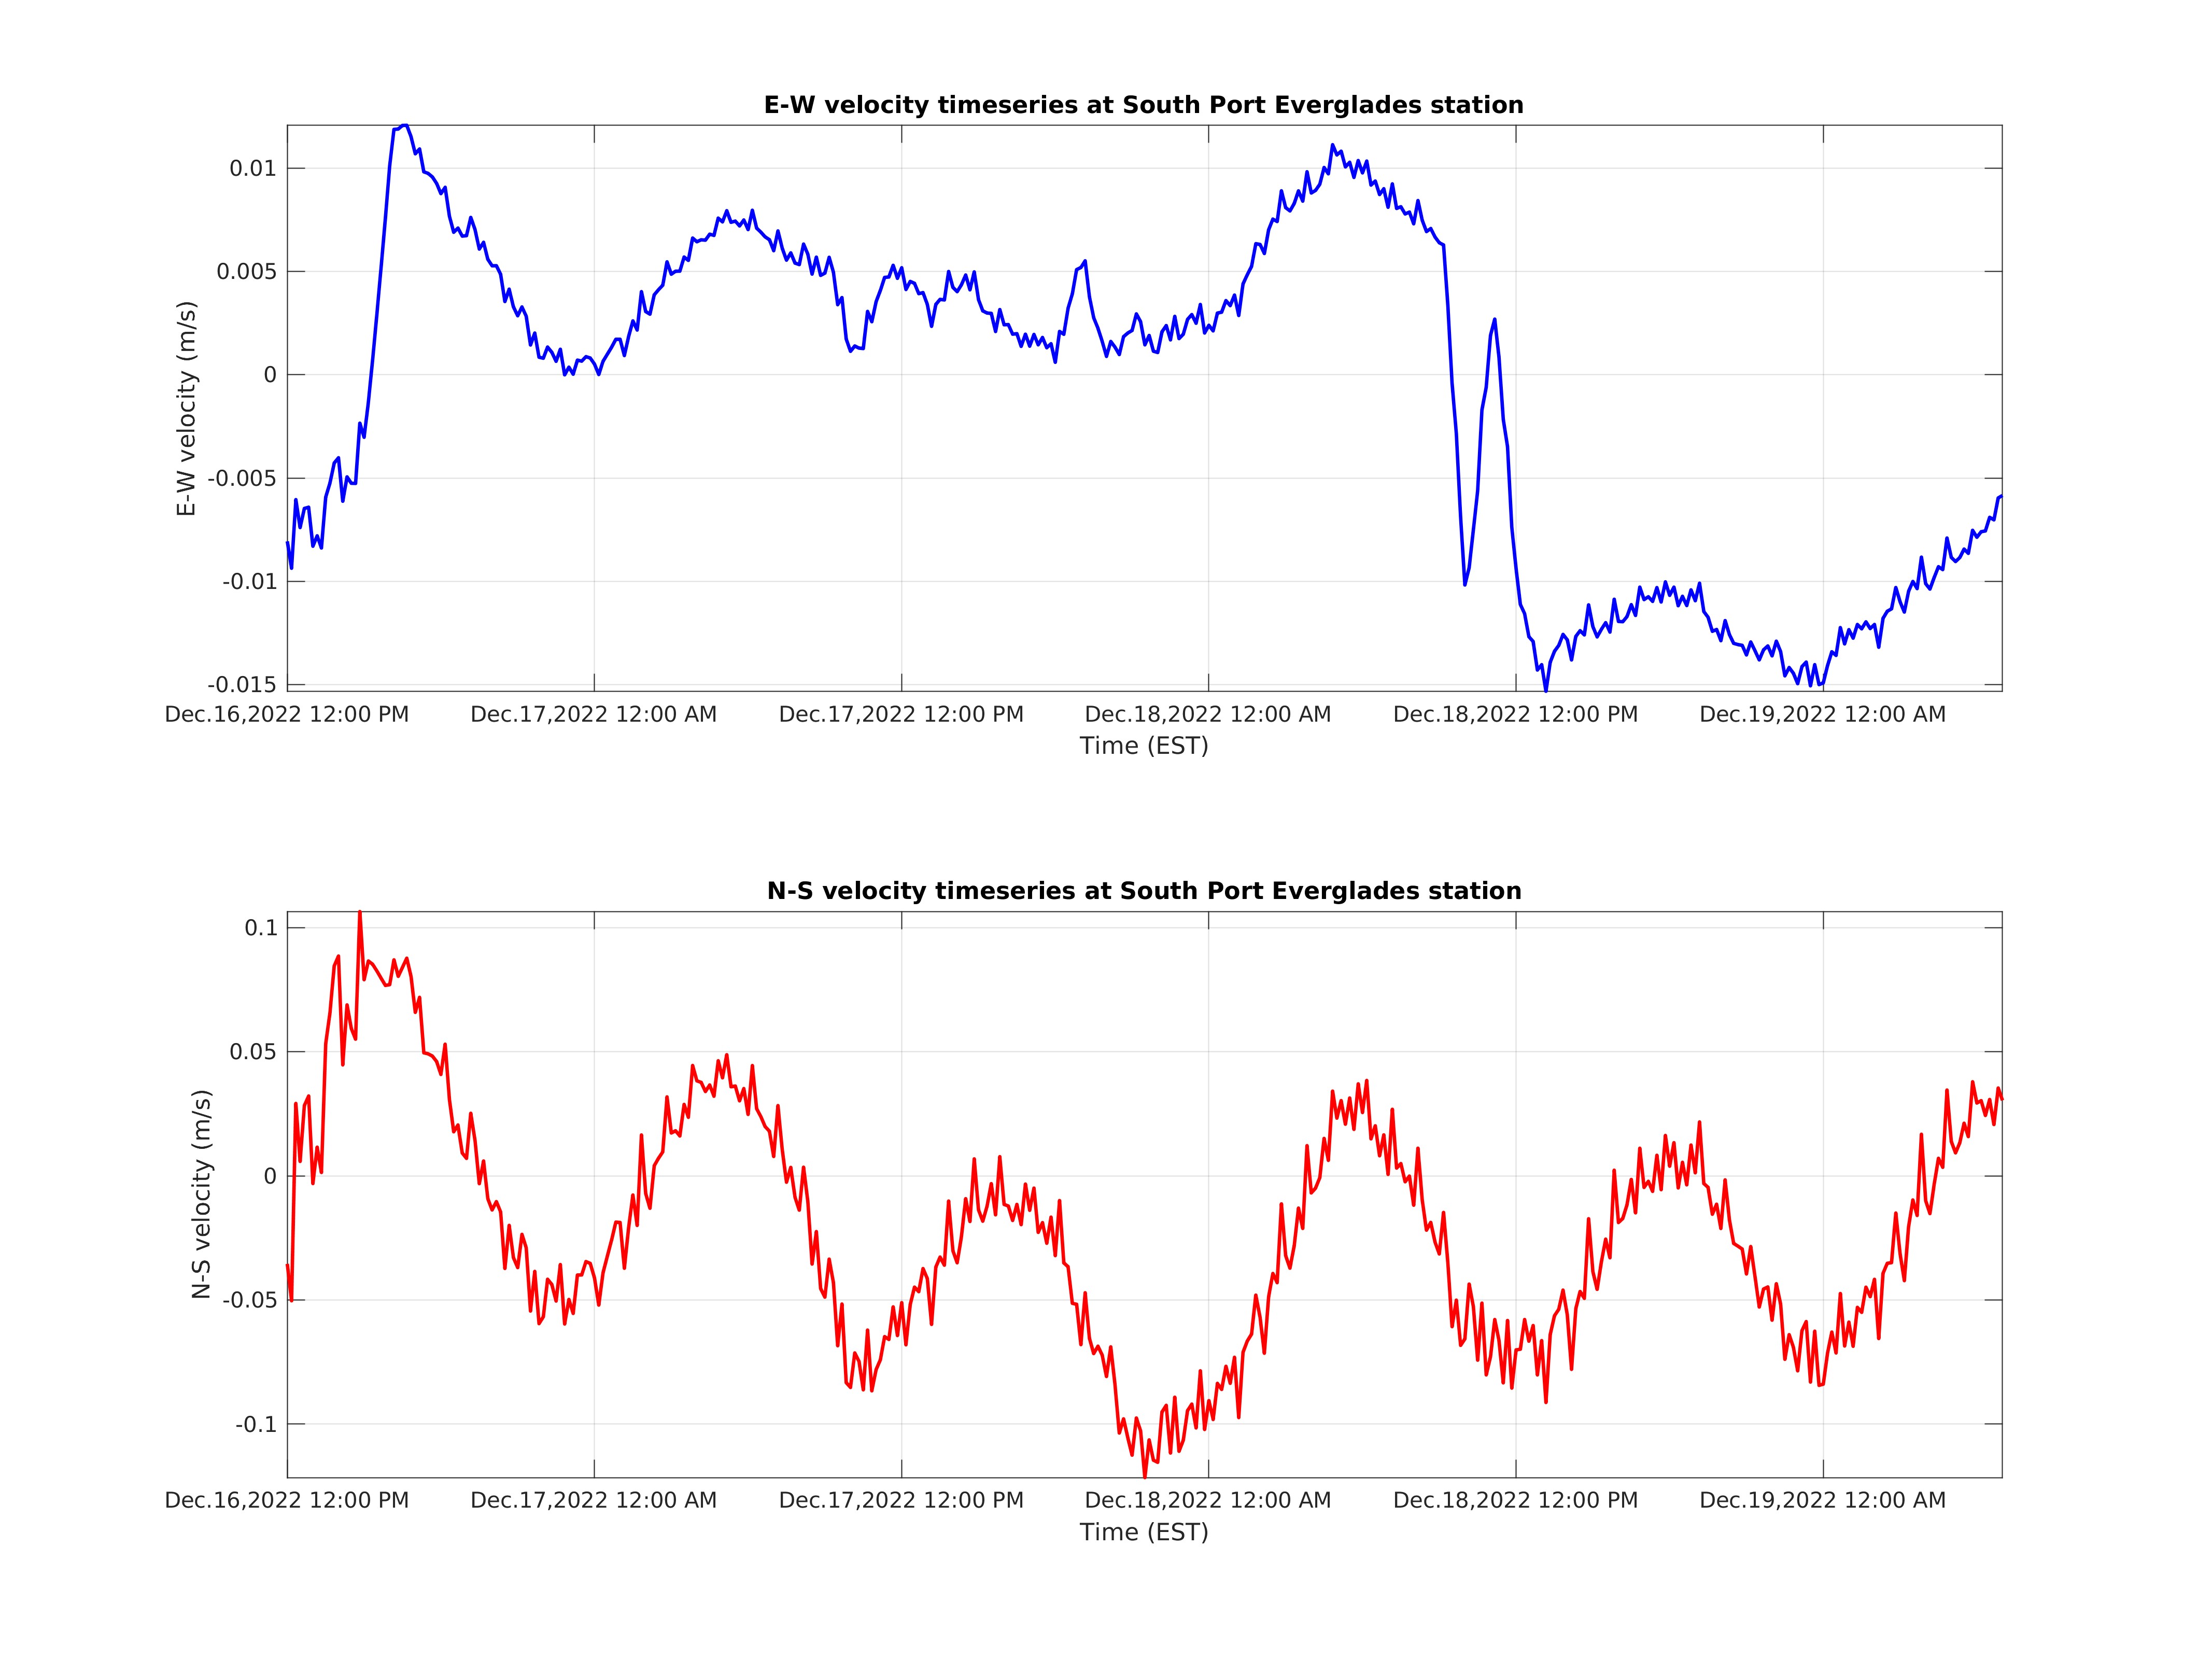 E-W velocity timeseries at South Port Everglades station
E-W velocity (m/s)
0.01
0.005
0
-0.005
-0.01
-0.015
Dec.16,2022 12:00 PM Dec.17,2022 12:00 AM Dec.17,2022 12:00 PM Dec.18,2022 12:00 AM Dec.18,2022 12:00 PM Dec.19,2022 12:00 AM
Time (EST)
N-S velocity timeseries at South Port Everglades station
N-S velocity (m/s)
0.1
0.05
0
-0.05
-0.1
Dec.16,2022 12:00 PM Dec.17,2022 12:00 AM Dec.17,2022 12:00 PM Dec.18,2022 12:00 AM Dec.18,2022 12:00 PM Dec.19,2022 12:00 AM
Time (EST)